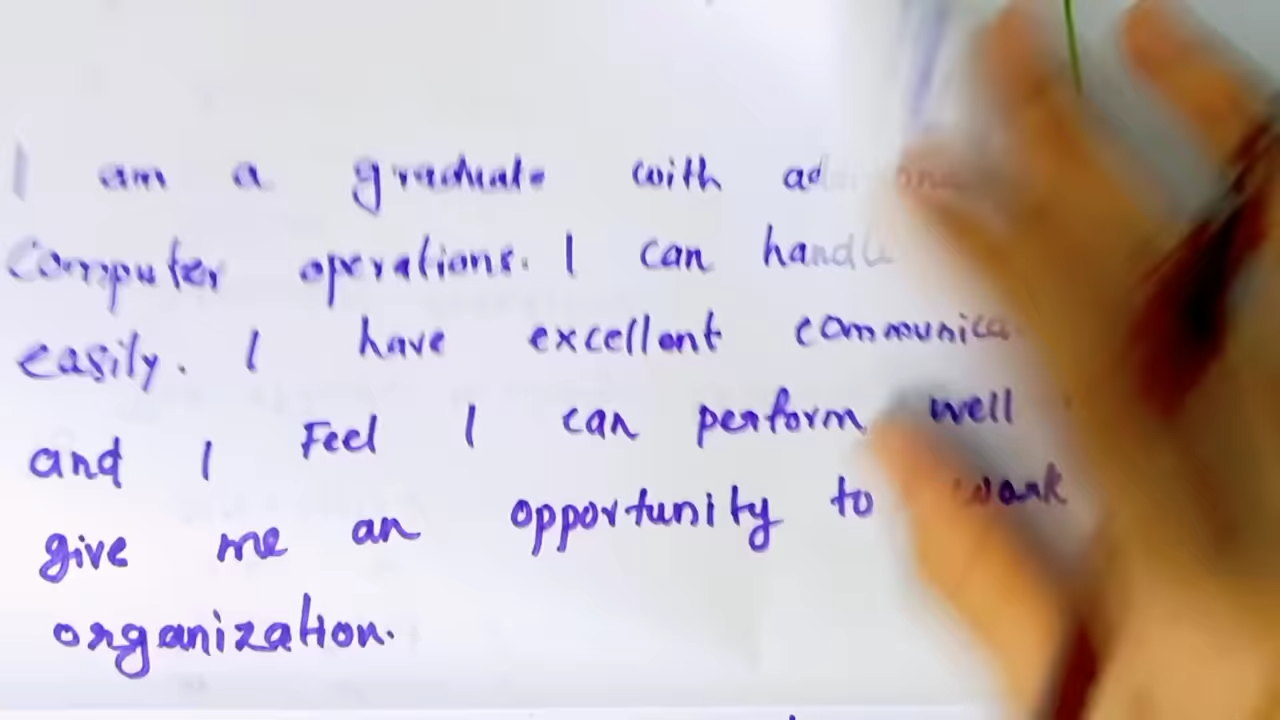 I am a graduate with
Computer operations. I can
easily. I have excellent
and I Feel I can perform well
give me an opportunity to work
organization.